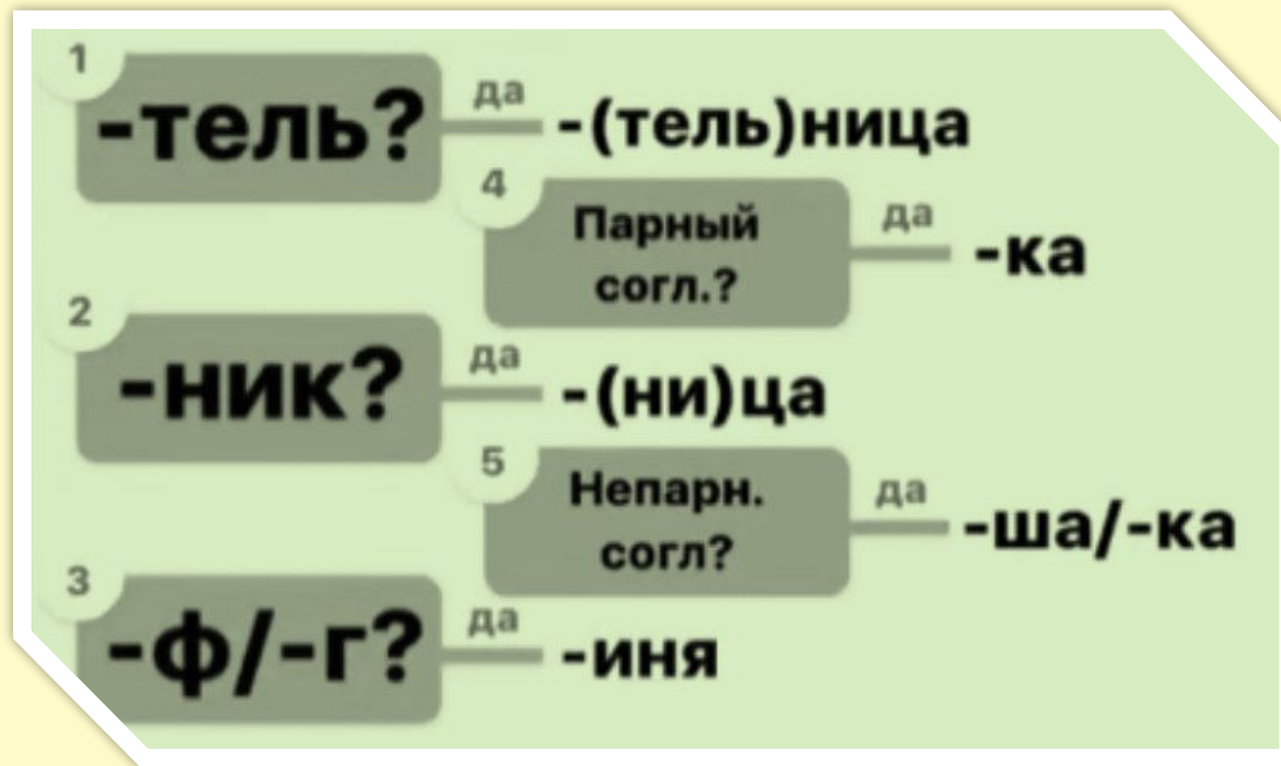 1
-тель?
да
-(тель)ница
4
Парный
согл.?
да
-ка
2
-ник?
да
-(ни)ца
5
Непарн.
согл?
да
-ша/-ка
3
-ф/-г?
да
-иня